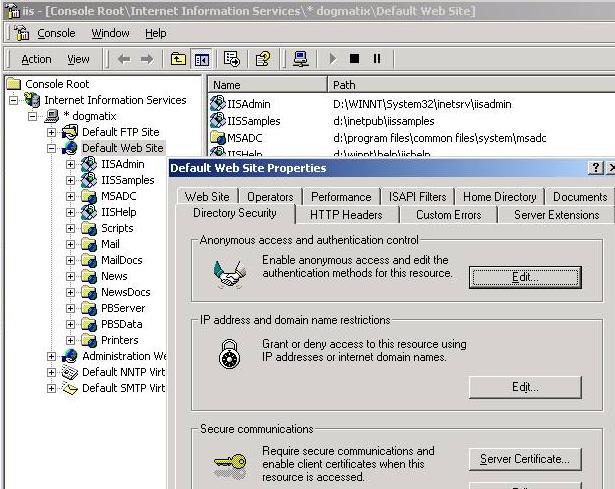 iis - [Console Root\Internet Information Services\* dogmatix\Default Web Site]
Console Window Help
Action View
Console Root
Internet Information Services
* dogmatix
Default FTP Site
Default Web Site
IISAdmin
IISSamples
MSADC
IISHelp
Scripts
Mail
MailDocs
News
NewsDocs
PBServer
PBSData
Printers
Administration We
Default NNTP Virt
Default SMTP Virt
Name Path
IISAdmin D:\WINNT\System32\inetsrv\iisadmin
IISSamples d:\inetpub\iissamples
MSADC d:\program files\common files\system\msadc
IISHelp d:\winnt\help\iishelp
Default Web Site Properties
Web Site Operators Performance ISAPI Filters Home Directory Documents
Directory Security HTTP Headers Custom Errors Server Extensions
Anonymous access and authentication control
Enable anonymous access and edit the
authentication methods for this resource.
Edit...
IP address and domain name restrictions
Grant or deny access to this resource using
IP addresses or internet domain names.
Edit...
Secure communications
Require secure communications and
enable client certificates when this
resource is accessed.
Server Certificate...